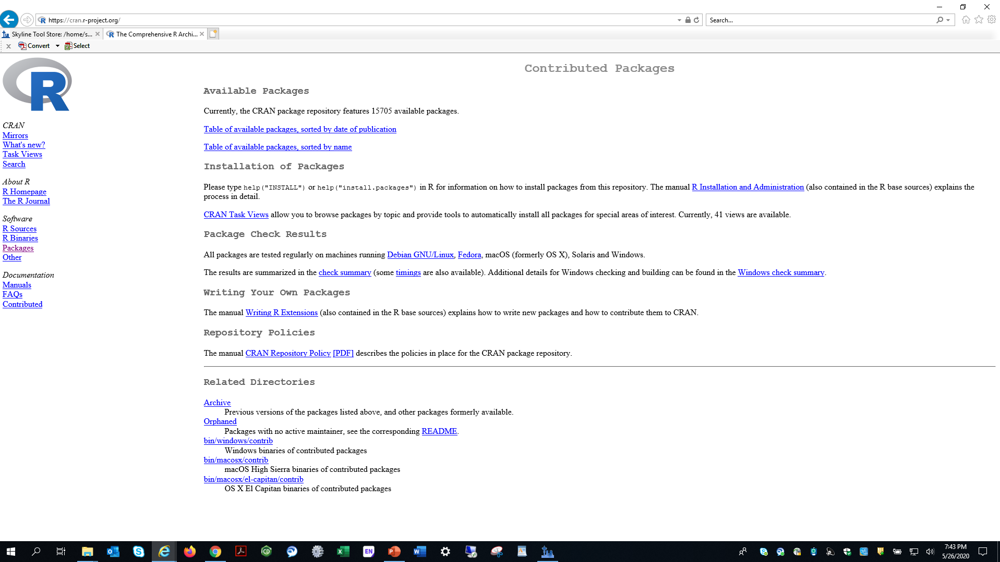 https://cran.r-project.org/
Search...
Skyline Tool Store: /home/s...
The Comprehensive R Archi...
x Convert Select
R
Contributed Packages
CRAN
Mirrors
What's new?
Task Views
Search
About R
R Homepage
The R Journal
Software
R Sources
R Binaries
Packages
Other
Documentation
Manuals
FAQs
Contributed
Available Packages
Currently, the CRAN package repository features 15705 available packages.
Table of available packages, sorted by date of publication
Table of available packages, sorted by name
Installation of Packages
Please type help("INSTALL") or help("install.packages") in R for information on how to install packages from this repository. The manual R Installation and Administration (also contained in the R base sources) explains the
process in detail.
CRAN Task Views allow you to browse packages by topic and provide tools to automatically install all packages for special areas of interest. Currently, 41 views are available.
Package Check Results
All packages are tested regularly on machines running Debian GNU/Linux, Fedora, macOS (formerly OS X), Solaris and Windows.
The results are summarized in the check summary (some timings are also available). Additional details for Windows checking and building can be found in the Windows check summary.
Writing Your Own Packages
The manual Writing R Extensions (also contained in the R base sources) explains how to write new packages and how to contribute them to CRAN.
Repository Policies
The manual CRAN Repository Policy [PDF] describes the policies in place for the CRAN package repository.
Related Directories
Archive
Previous versions of the packages listed above, and other packages formerly available.
Orphaned
Packages with no active maintainer, see the corresponding README.
bin/windows/contrib
Windows binaries of contributed packages
bin/macosx/contrib
macOS High Sierra binaries of contributed packages
bin/macosx/el-capitan/contrib
OS X El Capitan binaries of contributed packages
CD
EN
7:43 PM
5/26/2020